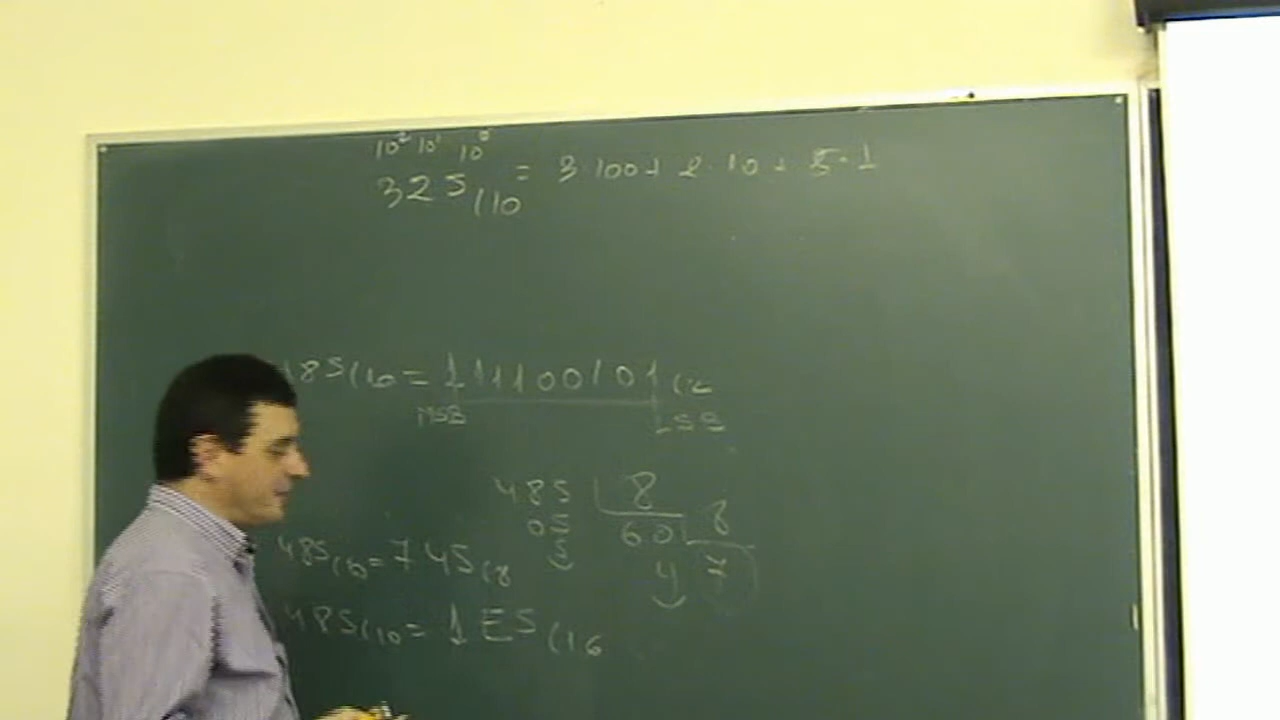 10² 10¹ 10⁰
325(10 = 3·100+2·10+5·1
485(10 = 111100101(2
MSB LSB
485 8
05 60 8
5 4 7
485(10 = 745(8
485(10 = 1E5(16